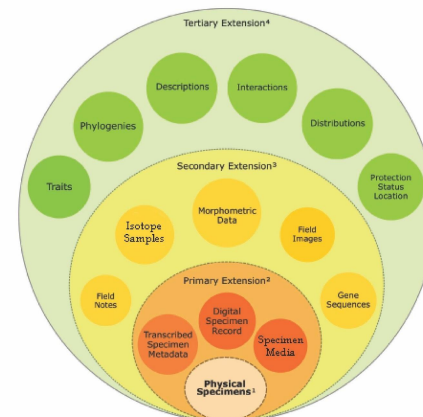 Tertiary Extension⁴
Descriptions
Interactions
Phylogenies
Distributions
Traits
Protection
Status
Location
Secondary Extension³
Morphometric
Data
Isotope
Samples
Field
Images
Field
Notes
Gene
Sequences
Primary Extension²
Digital
Specimen
Record
Transcribed
Specimen
Metadata
Specimen
Media
Physical
Specimens¹